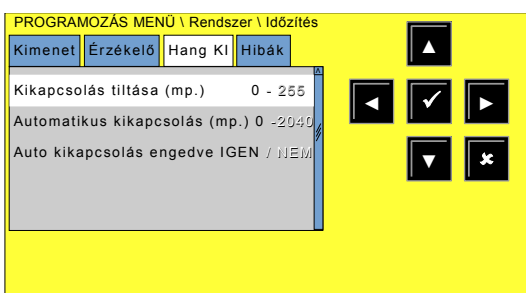 PROGRAMOZÁS MENÜ \ Rendszer \ Időzítés
Kimenet Érzékelő Hang KI Hibák
Kikapcsolás tiltása (mp.) 0 - 255
Automatikus kikapcsolás (mp.) 0 -2040
Auto kikapcsolás engedve IGEN / NEM